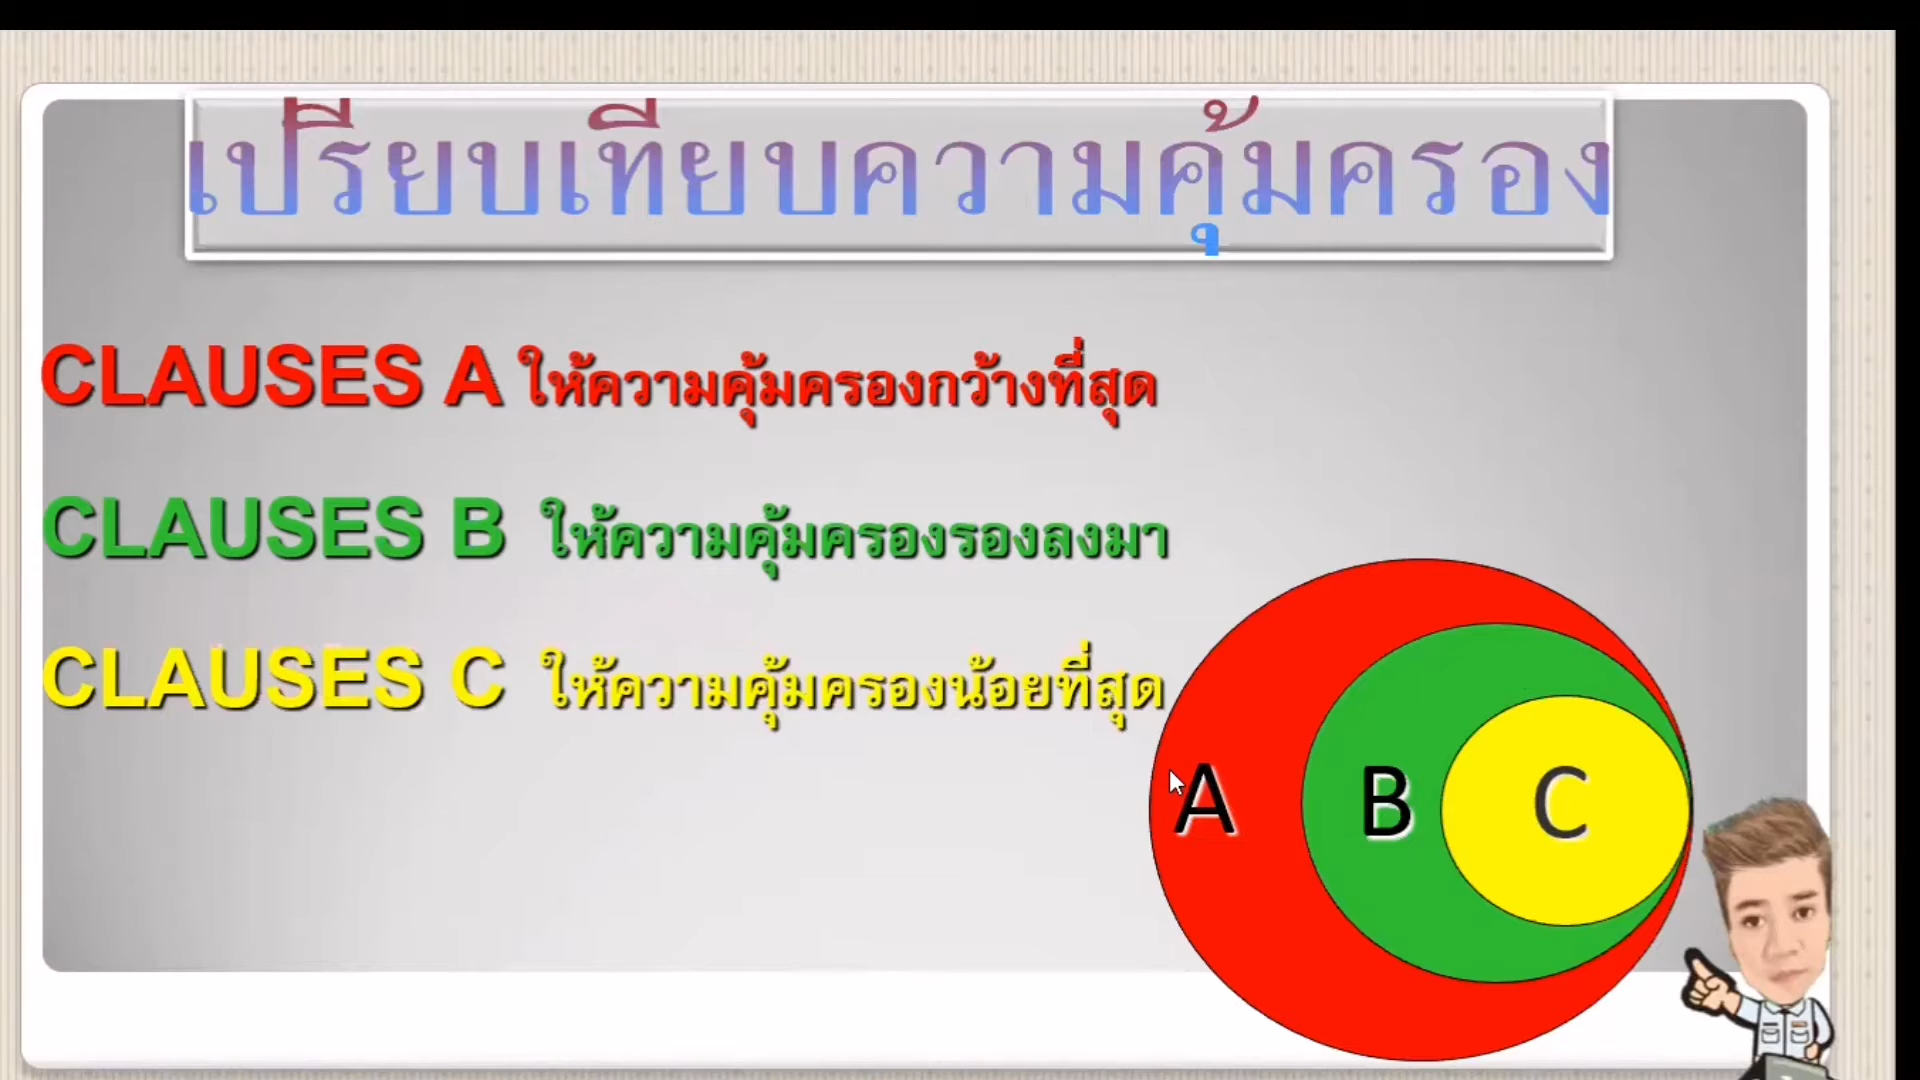 เปรียบเทียบความคุ้มครอง
CLAUSES A ให้ความคุ้มครองกว้างที่สุด
CLAUSES B ให้ความคุ้มครองรองลงมา
CLAUSES C ให้ความคุ้มครองน้อยที่สุด
A B C